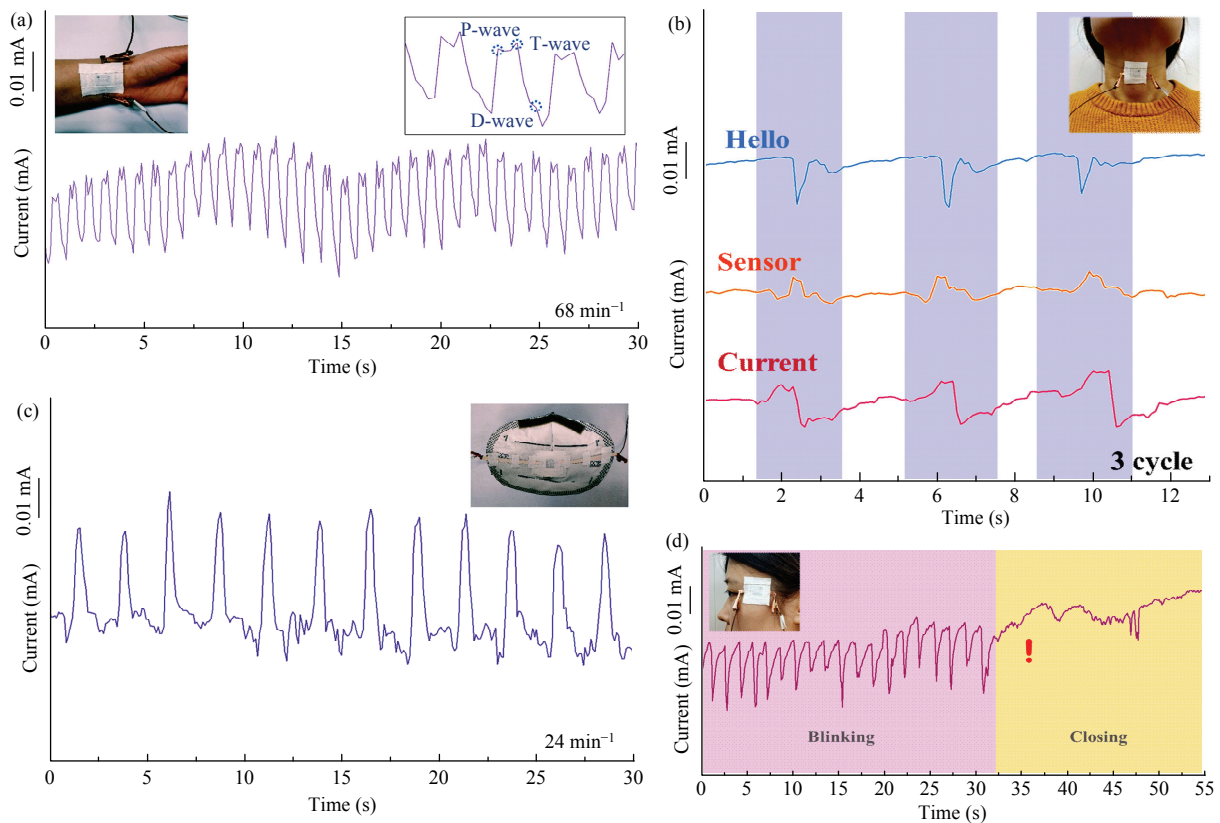 (a)
0.01 mA
Current (mA)
P-wave
T-wave
D-wave
68 min⁻¹
0 5 10 15 20 25 30
Time (s)
(b)
0.01 mA
Current (mA)
Hello
Sensor
Current
3 cycle
0 2 4 6 8 10 12
Time (s)
(c)
0.01 mA
Current (mA)
24 min⁻¹
0 5 10 15 20 25 30
Time (s)
(d)
0.01 mA
Current (mA)
!
Blinking
Closing
0 5 10 15 20 25 30 35 40 45 50 55
Time (s)